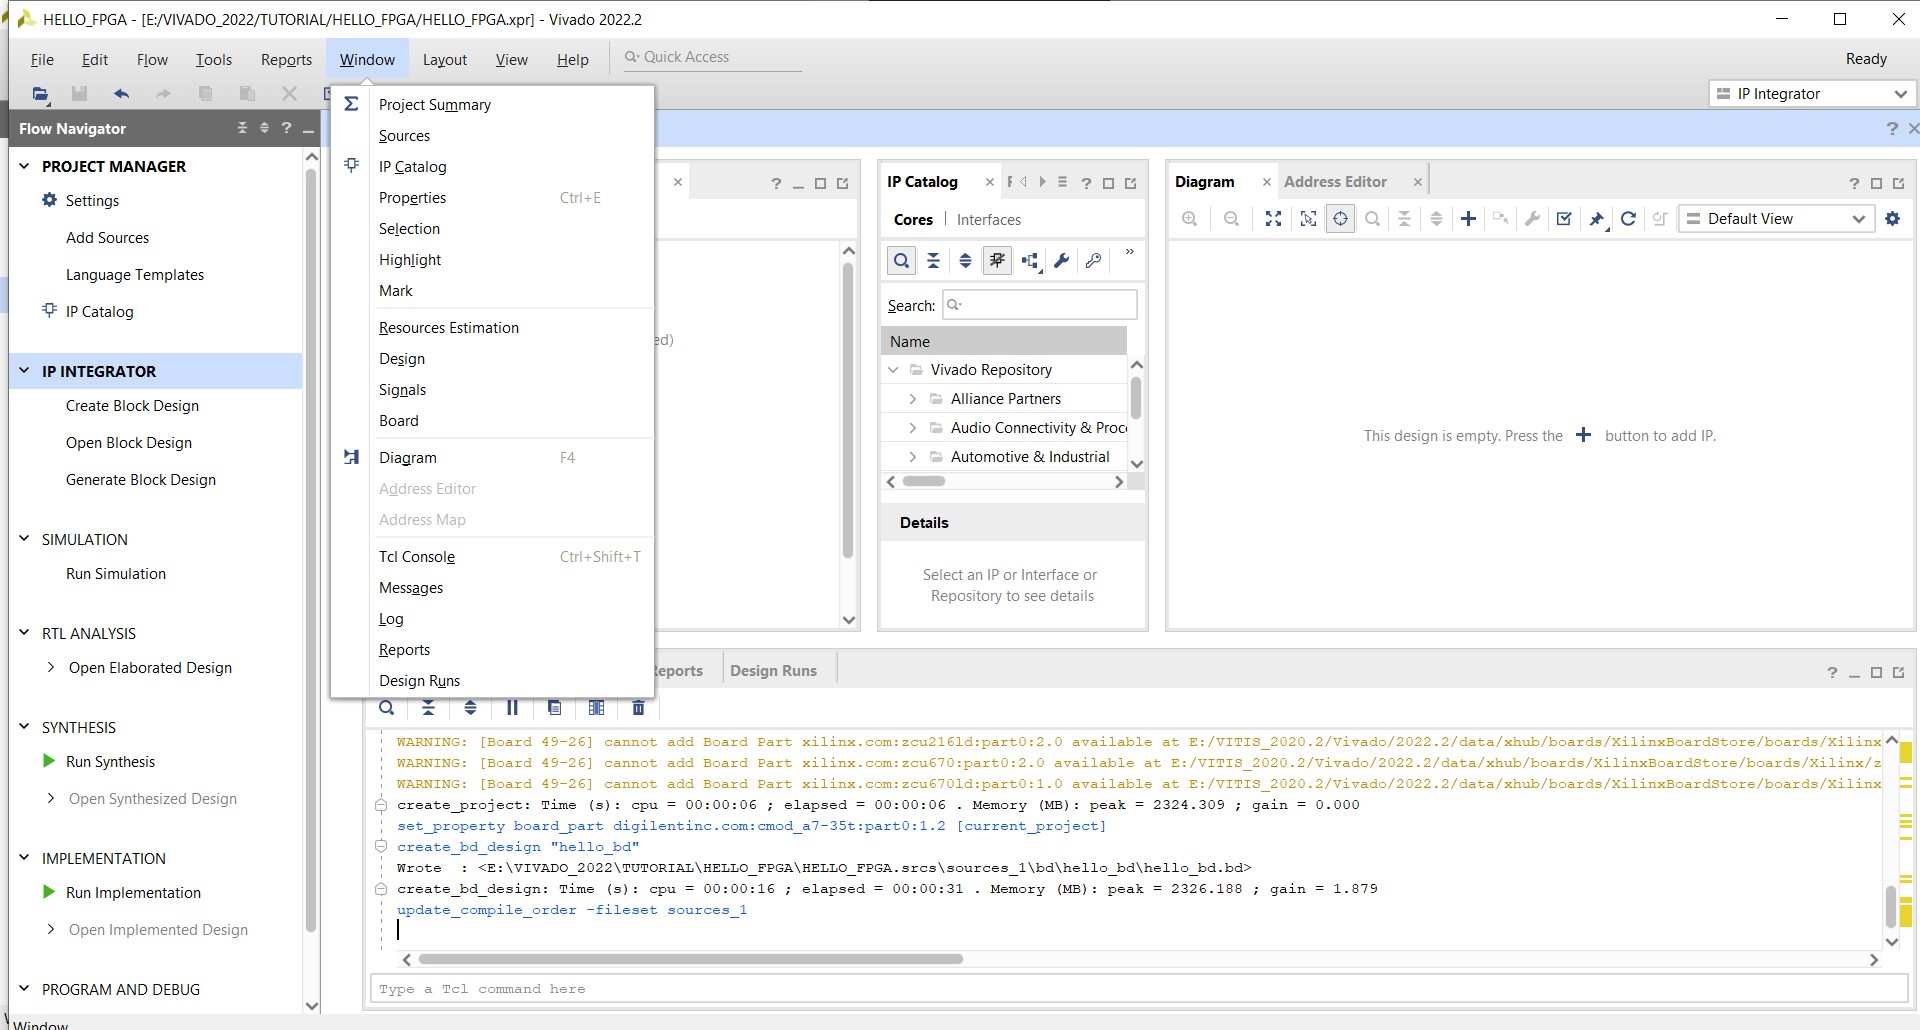 HELLO_FPGA - [E:/VIVADO_2022/TUTORIAL/HELLO_FPGA/HELLO_FPGA.xpr] - Vivado 2022.2
File Edit Flow Tools Reports Window Layout View Help Quick Access Ready
IP Integrator
Flow Navigator
PROJECT MANAGER
Settings
Add Sources
Language Templates
IP Catalog
IP INTEGRATOR
Create Block Design
Open Block Design
Generate Block Design
SIMULATION
Run Simulation
RTL ANALYSIS
Open Elaborated Design
SYNTHESIS
Run Synthesis
Open Synthesized Design
IMPLEMENTATION
Run Implementation
Open Implemented Design
PROGRAM AND DEBUG
Window
Project Summary
Sources
IP Catalog
Properties Ctrl+E
Selection
Highlight
Mark
Resources Estimation
Design
Signals
Board
Diagram F4
Address Editor
Address Map
Tcl Console Ctrl+Shift+T
Messages
Log
Reports
Design Runs
ed)
IP Catalog
Cores Interfaces
Search:
Name
Vivado Repository
Alliance Partners
Audio Connectivity & Proc
Automotive & Industrial
Details
Select an IP or Interface or
Repository to see details
Diagram Address Editor
Default View
This design is empty. Press the + button to add IP.
eports Design Runs
WARNING: [Board 49-26] cannot add Board Part xilinx.com:zcu216ld:part0:2.0 available at E:/VITIS_2020.2/Vivado/2022.2/data/xhub/boards/XilinxBoardStore/boards/Xilinx
WARNING: [Board 49-26] cannot add Board Part xilinx.com:zcu670:part0:2.0 available at E:/VITIS_2020.2/Vivado/2022.2/data/xhub/boards/XilinxBoardStore/boards/Xilinx/z
WARNING: [Board 49-26] cannot add Board Part xilinx.com:zcu670ld:part0:1.0 available at E:/VITIS_2020.2/Vivado/2022.2/data/xhub/boards/XilinxBoardStore/boards/Xilinx
create_project: Time (s): cpu = 00:00:06 ; elapsed = 00:00:06 . Memory (MB): peak = 2324.309 ; gain = 0.000
set_property board_part digilentinc.com:cmod_a7-35t:part0:1.2 [current_project]
create_bd_design "hello_bd"
Wrote : <E:\VIVADO_2022\TUTORIAL\HELLO_FPGA\HELLO_FPGA.srcs\sources_1\bd\hello_bd\hello_bd.bd>
create_bd_design: Time (s): cpu = 00:00:16 ; elapsed = 00:00:31 . Memory (MB): peak = 2326.188 ; gain = 1.879
update_compile_order -fileset sources_1
Type a Tcl command here